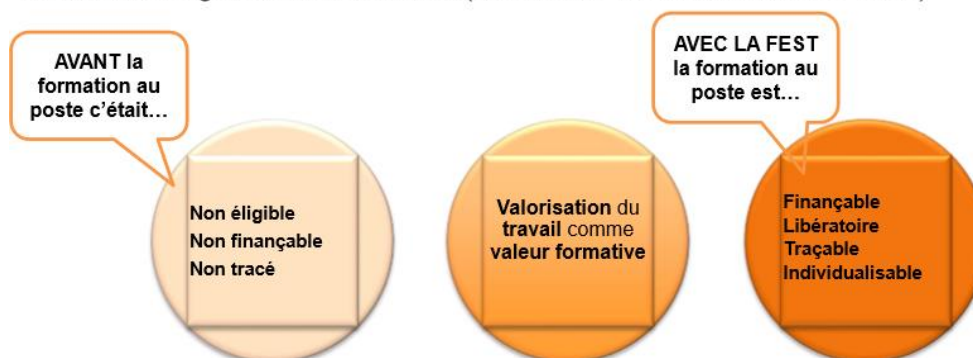 AVANT la
formation au
poste c’était…
AVEC LA FEST
la formation au
poste est…
Non éligible
Non finançable
Non tracé
Valorisation du
travail comme
valeur formative
Finançable
Libératoire
Traçable
Individualisable